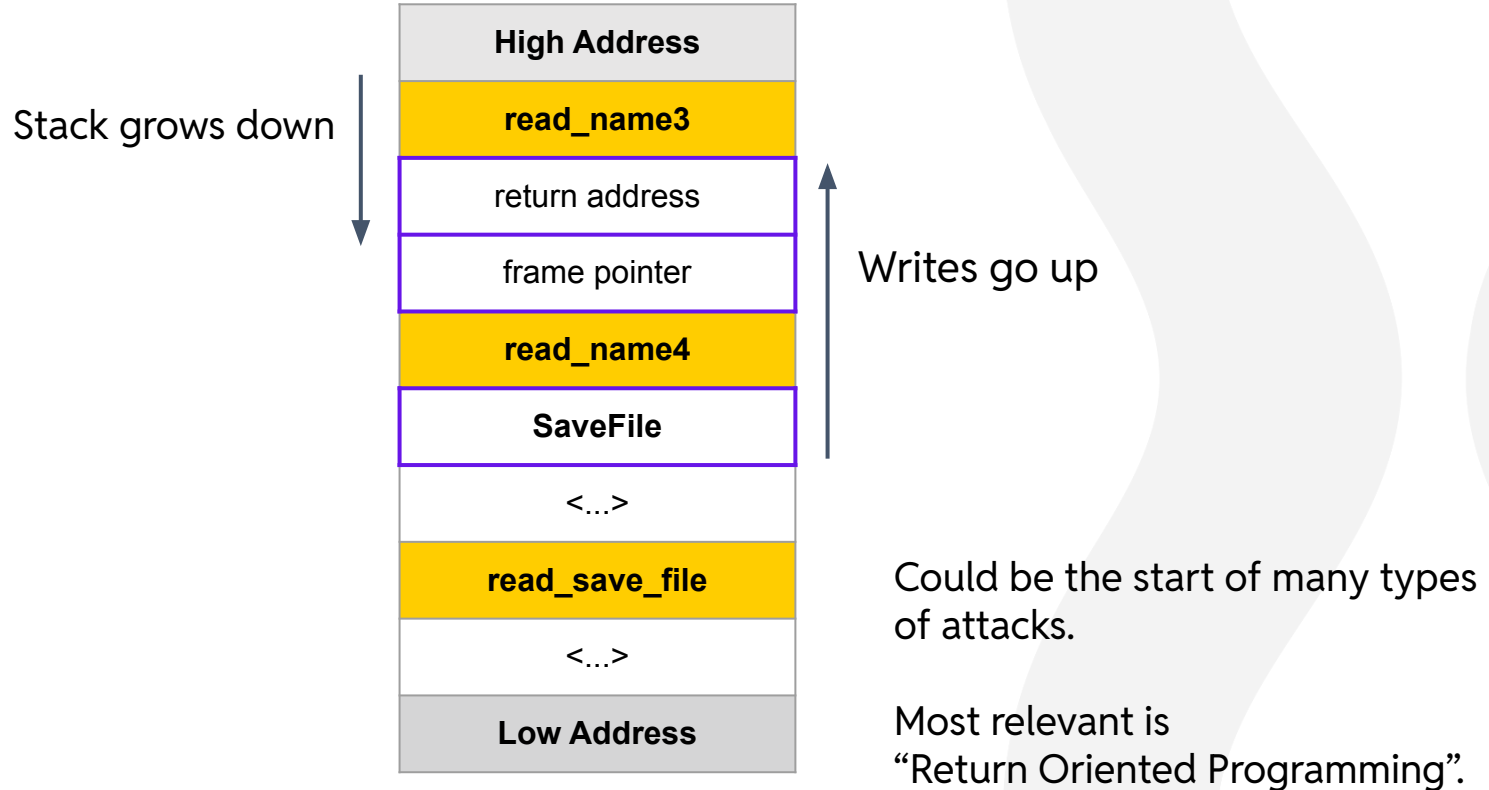 High Address
Stack grows down
read_name3
return address
frame pointer
Writes go up
read_name4
SaveFile
<...>
read_save_file
Could be the start of many types
of attacks.
<...>
Low Address
Most relevant is
“Return Oriented Programming”.